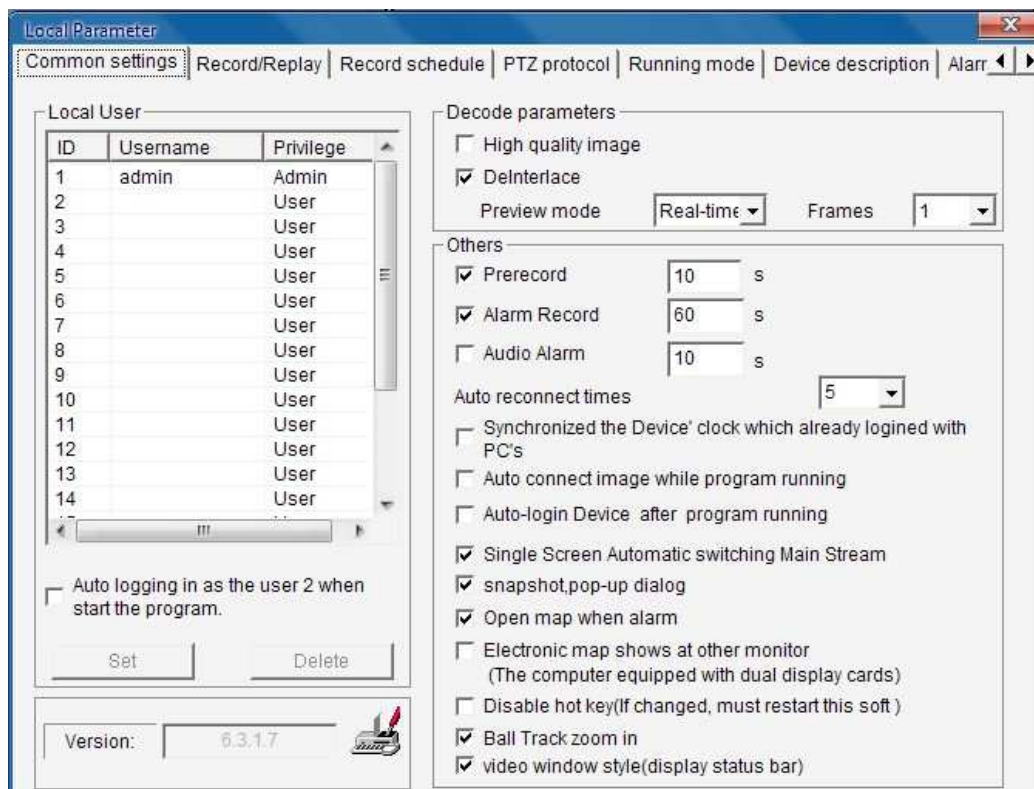 Local Parameter
Common settings Record/Replay Record schedule PTZ protocol Running mode Device description Alarr
Local User
ID Username Privilege
1 admin Admin
2 User
3 User
4 User
5 User
6 User
7 User
8 User
9 User
10 User
11 User
12 User
13 User
14 User
Auto logging in as the user 2 when
start the program.
Set Delete
Version: 6.3.1.7
Decode parameters
High quality image
DeInterlace
Preview mode Real-time Frames 1
Others
Prerecord 10 s
Alarm Record 60 s
Audio Alarm 10 s
Auto reconnect times 5
Synchronized the Device' clock which already logined with
PC's
Auto connect image while program running
Auto-login Device after program running
Single Screen Automatic switching Main Stream
snapshot,pop-up dialog
Open map when alarm
Electronic map shows at other monitor
(The computer equipped with dual display cards)
Disable hot key(If changed, must restart this soft )
Ball Track zoom in
video window style(display status bar)